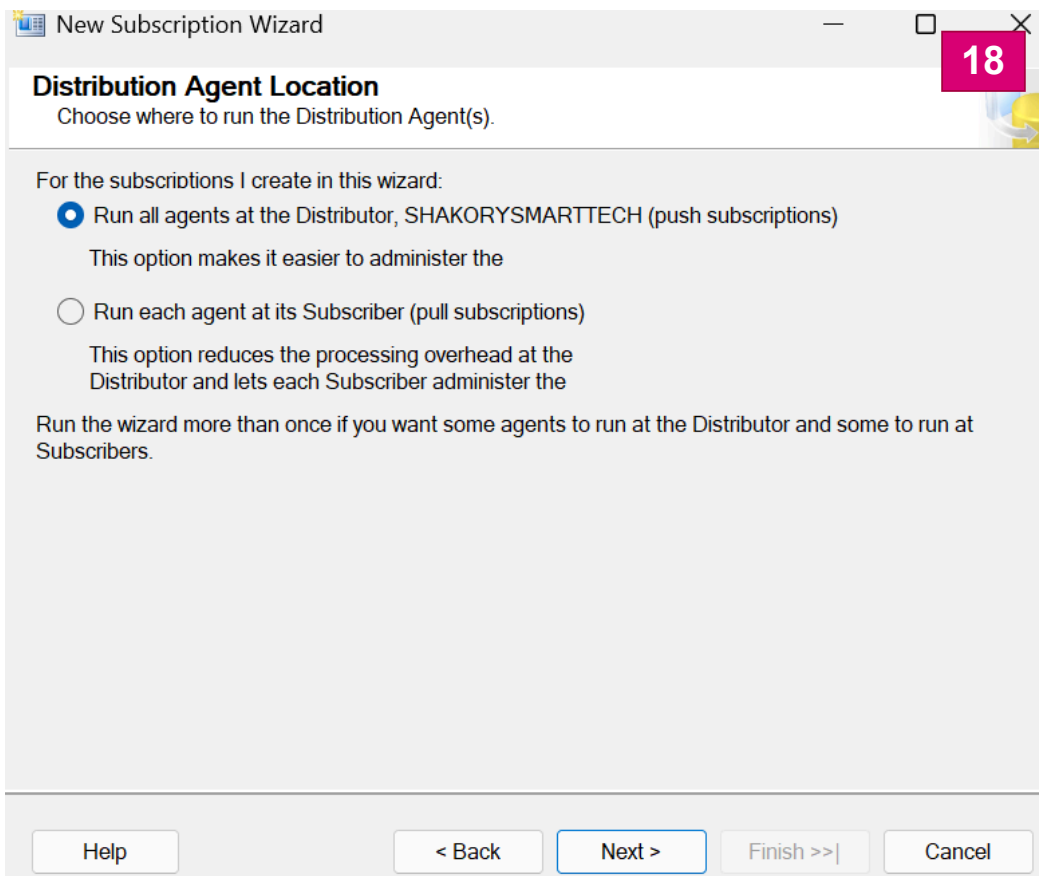 New Subscription Wizard
18
Distribution Agent Location
Choose where to run the Distribution Agent(s).
For the subscriptions I create in this wizard:
Run all agents at the Distributor, SHAKORYSMARTTECH (push subscriptions)
This option makes it easier to administer the
Run each agent at its Subscriber (pull subscriptions)
This option reduces the processing overhead at the
Distributor and lets each Subscriber administer the
Run the wizard more than once if you want some agents to run at the Distributor and some to run at
Subscribers.
Help
< Back
Next >
Finish >>|
Cancel